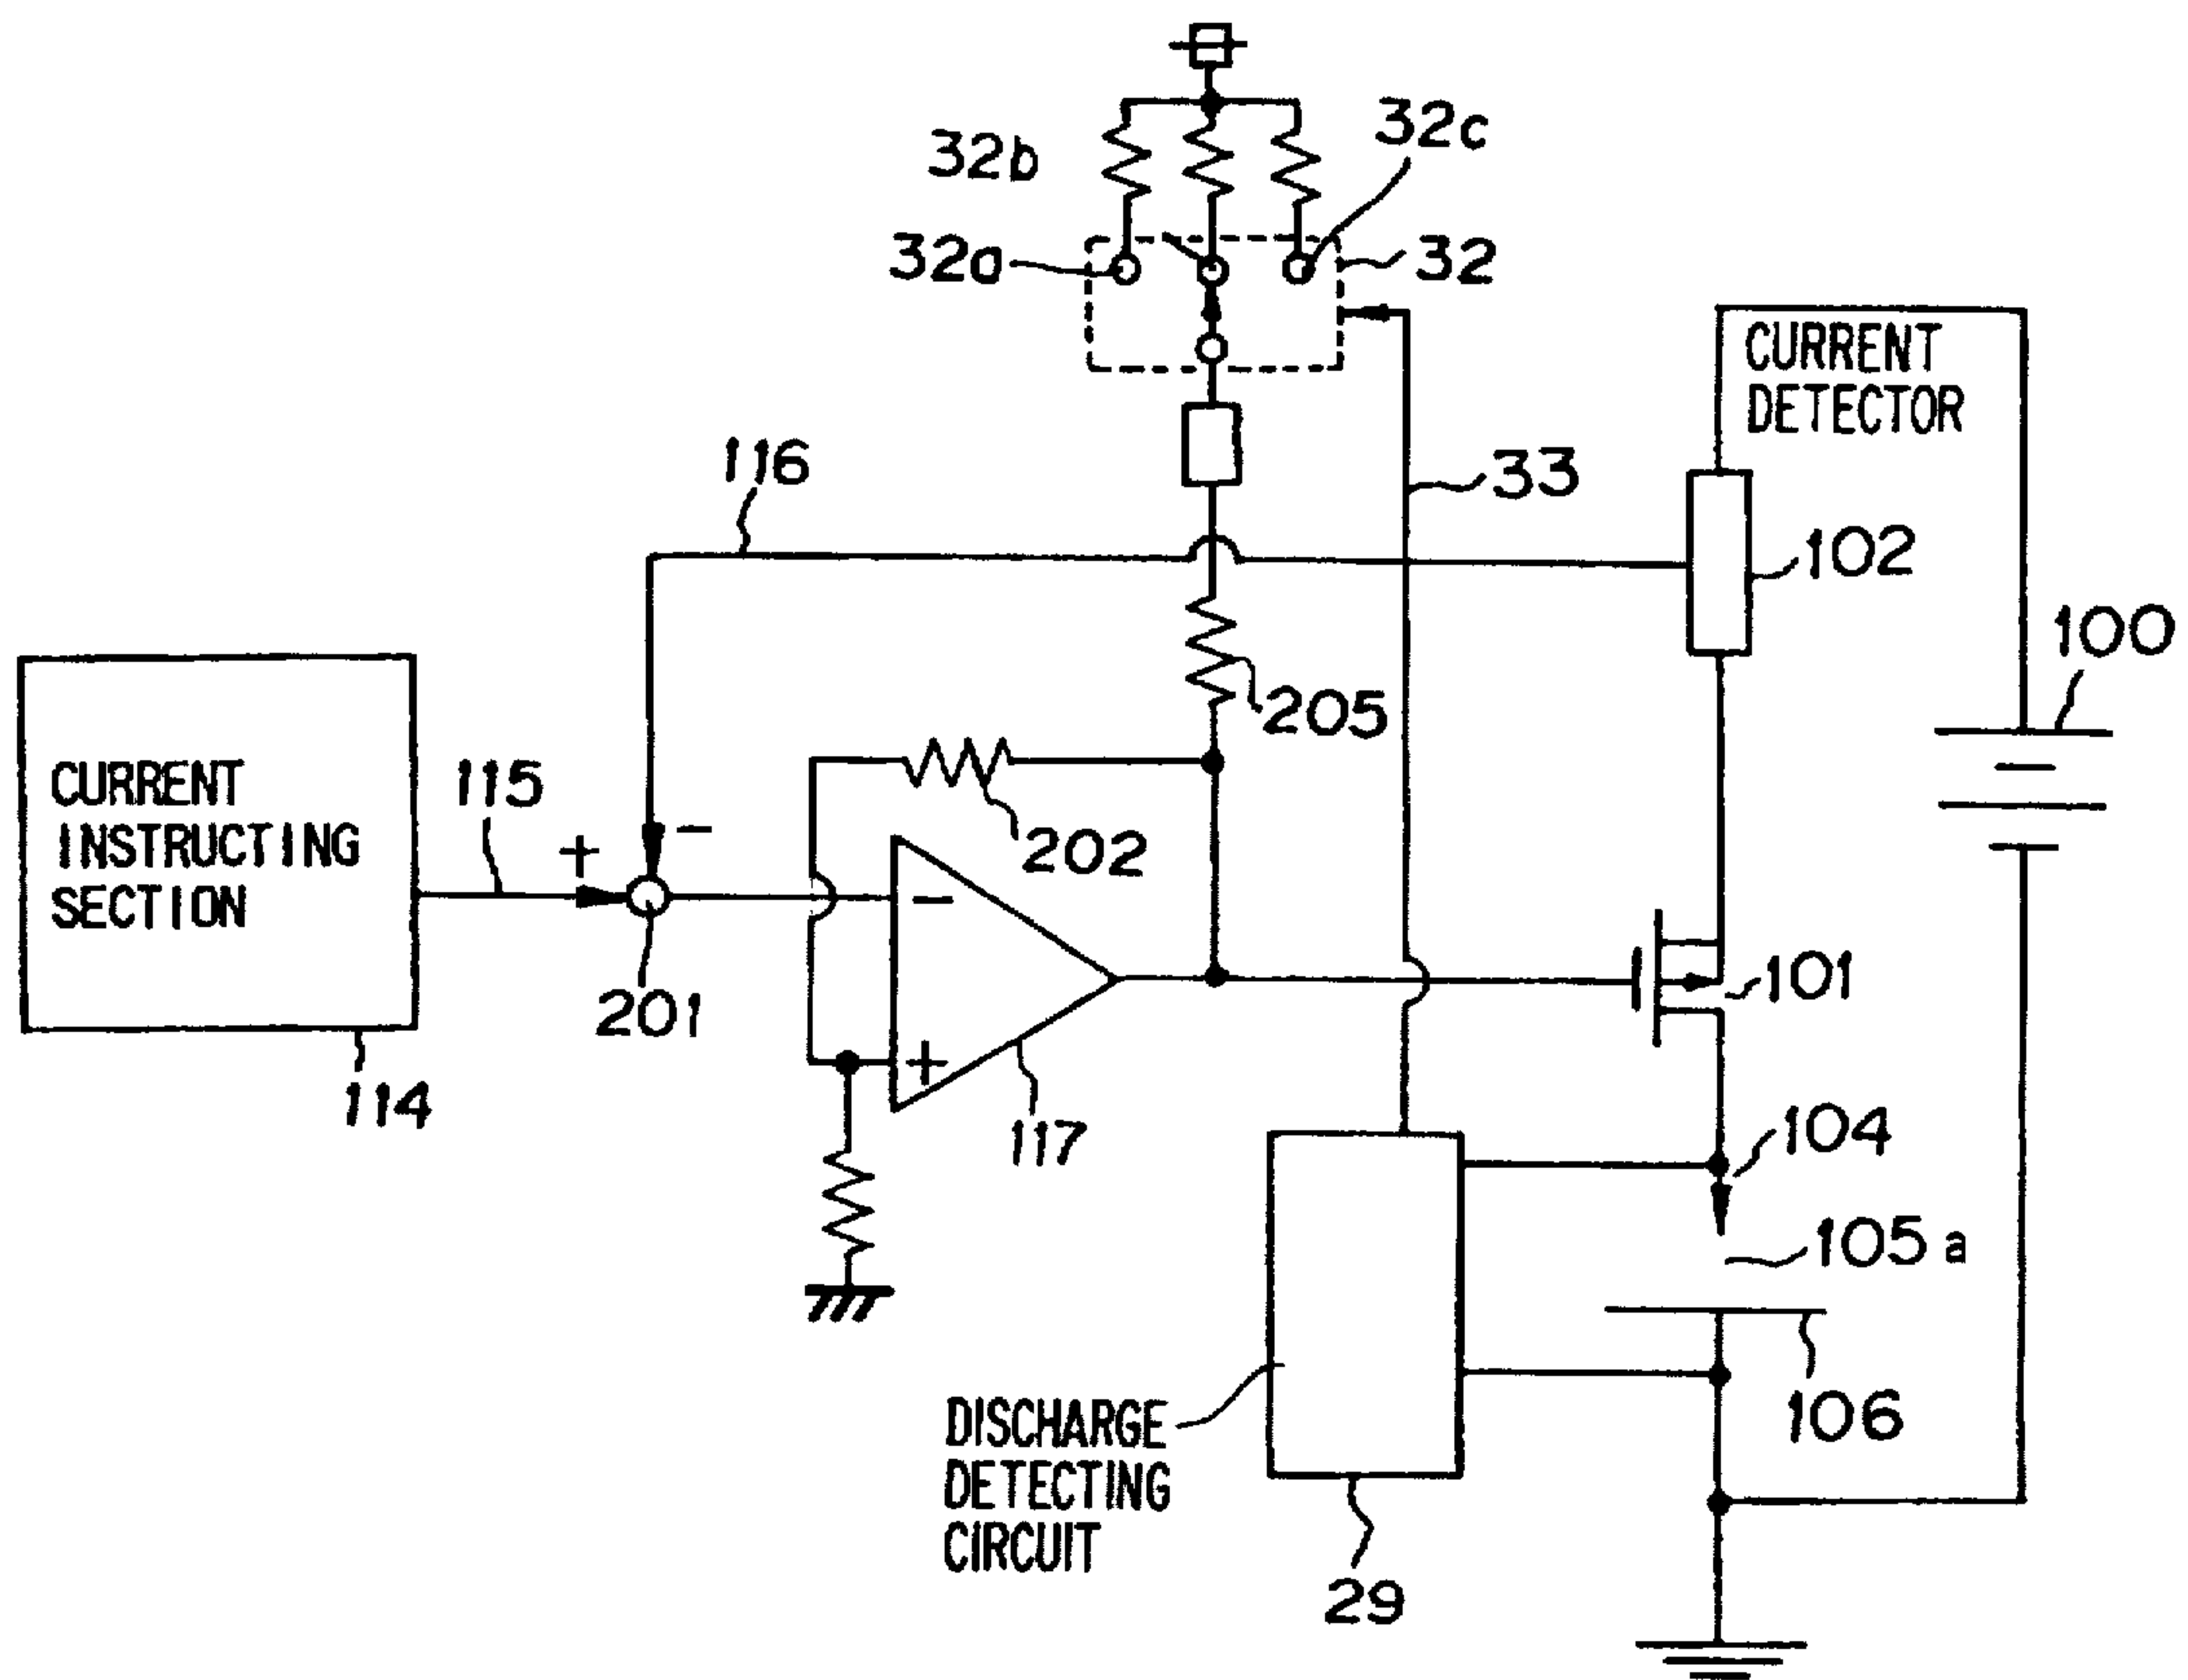 32b
32c
32a
32
CURRENT
DETECTOR
116
33
102
100
205
CURRENT
INSTRUCTING
SECTION
115
+
−
202
−
201
+
101
114
117
104
105a
DISCHARGE
DETECTING
CIRCUIT
106
29